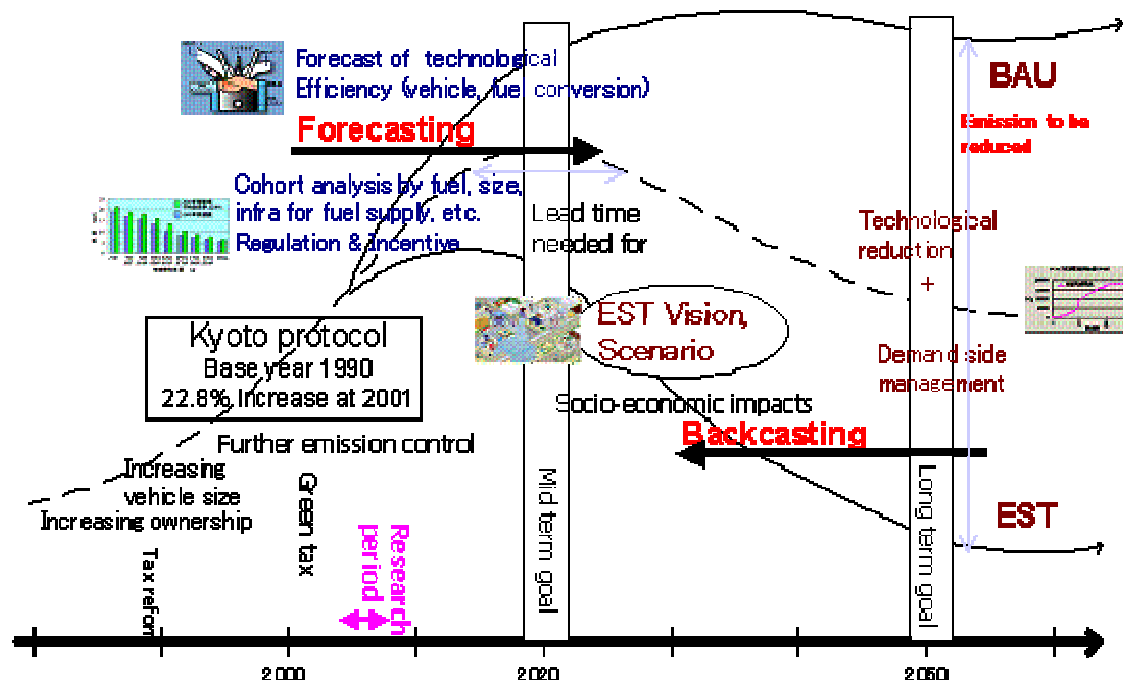 Forecast of technological
Efficiency (vehicle, fuel conversion)
Forecasting
Cohort analysis by fuel, size,
infra for fuel supply, etc.
Regulation & Incentive
Lead time
needed for
BAU
Emission to be
reduced
Technological
reduction
+
Demand side
management
EST Vision,
Scenario
Kyoto protocol
Base year 1990
22.8% Increase at 2001
Socio-economic impacts
Backcasting
Further emission control
Increasing
vehicle size
Increasing ownership
EST
Tax reform
Green tax
Research
period
Mid term goal
Long term goal
2000
2020
2050